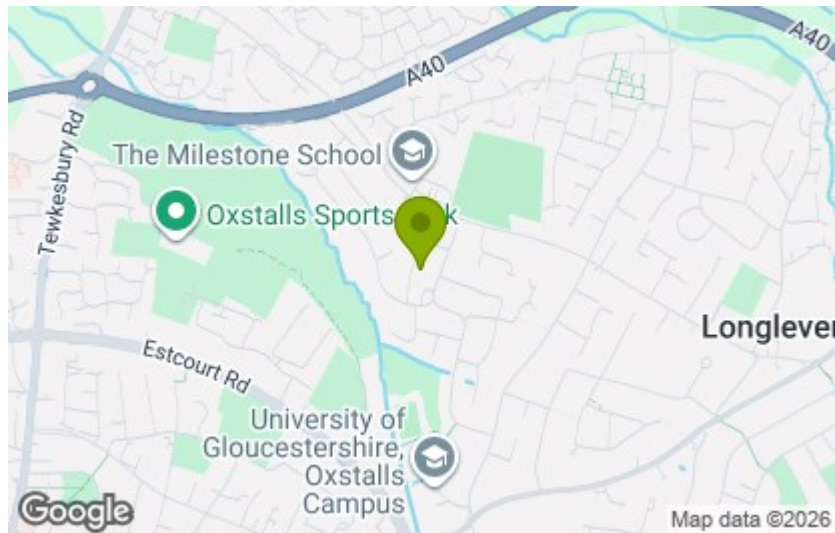 A40
A40
Tewkesbury Rd
The Milestone School
Oxstalls Sports
Longlever
Estcourt Rd
University of
Gloucestershire,
Oxstalls
Campus
Google
Map data ©2026